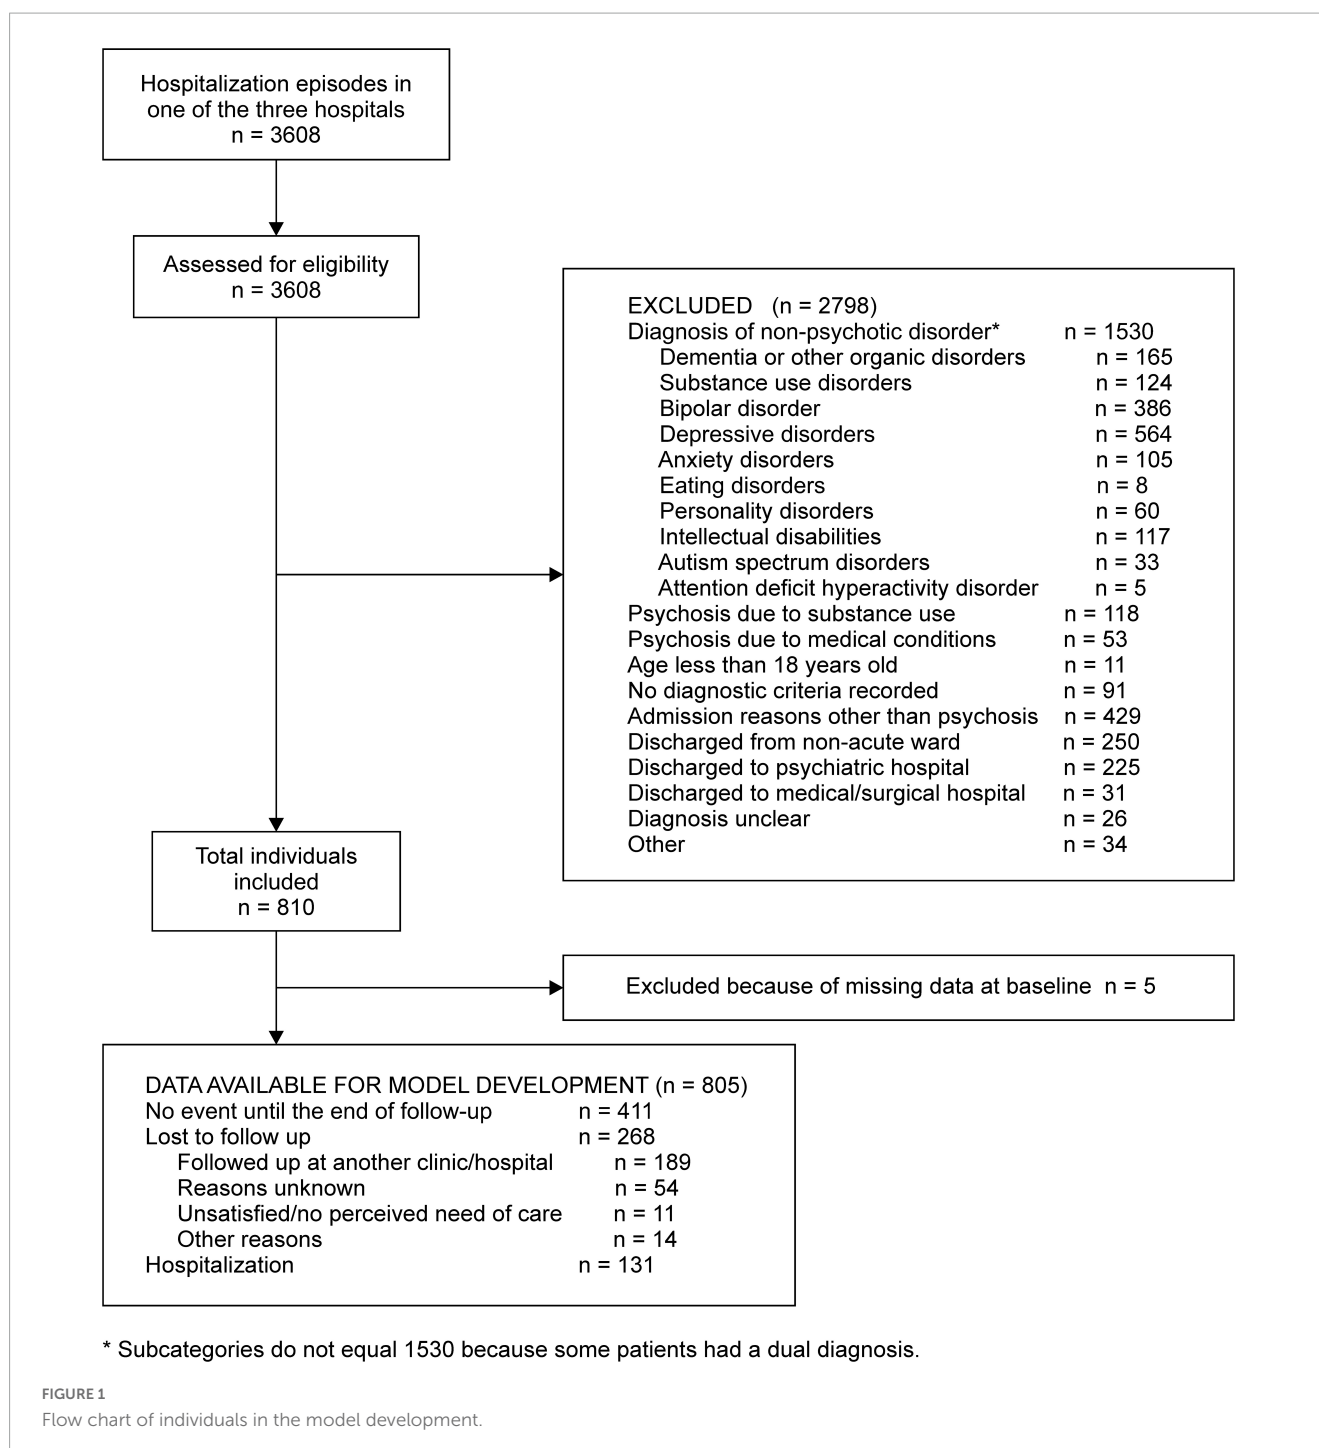 Hospitalization episodes in
one of the three hospitals
n = 3608
Assessed for eligibility
n = 3608
EXCLUDED (n = 2798)
Diagnosis of non-psychotic disorder* n = 1530
Dementia or other organic disorders n = 165
Substance use disorders n = 124
Bipolar disorder n = 386
Depressive disorders n = 564
Anxiety disorders n = 105
Eating disorders n = 8
Personality disorders n = 60
Intellectual disabilities n = 117
Autism spectrum disorders n = 33
Attention deficit hyperactivity disorder n = 5
Psychosis due to substance use n = 118
Psychosis due to medical conditions n = 53
Age less than 18 years old n = 11
No diagnostic criteria recorded n = 91
Admission reasons other than psychosis n = 429
Discharged from non-acute ward n = 250
Discharged to psychiatric hospital n = 225
Discharged to medical/surgical hospital n = 31
Diagnosis unclear n = 26
Other n = 34
Total individuals
included
n = 810
Excluded because of missing data at baseline n = 5
DATA AVAILABLE FOR MODEL DEVELOPMENT (n = 805)
No event until the end of follow-up n = 411
Lost to follow up n = 268
Followed up at another clinic/hospital n = 189
Reasons unknown n = 54
Unsatisfied/no perceived need of care n = 11
Other reasons n = 14
Hospitalization n = 131
* Subcategories do not equal 1530 because some patients had a dual diagnosis.
FIGURE 1
Flow chart of individuals in the model development.